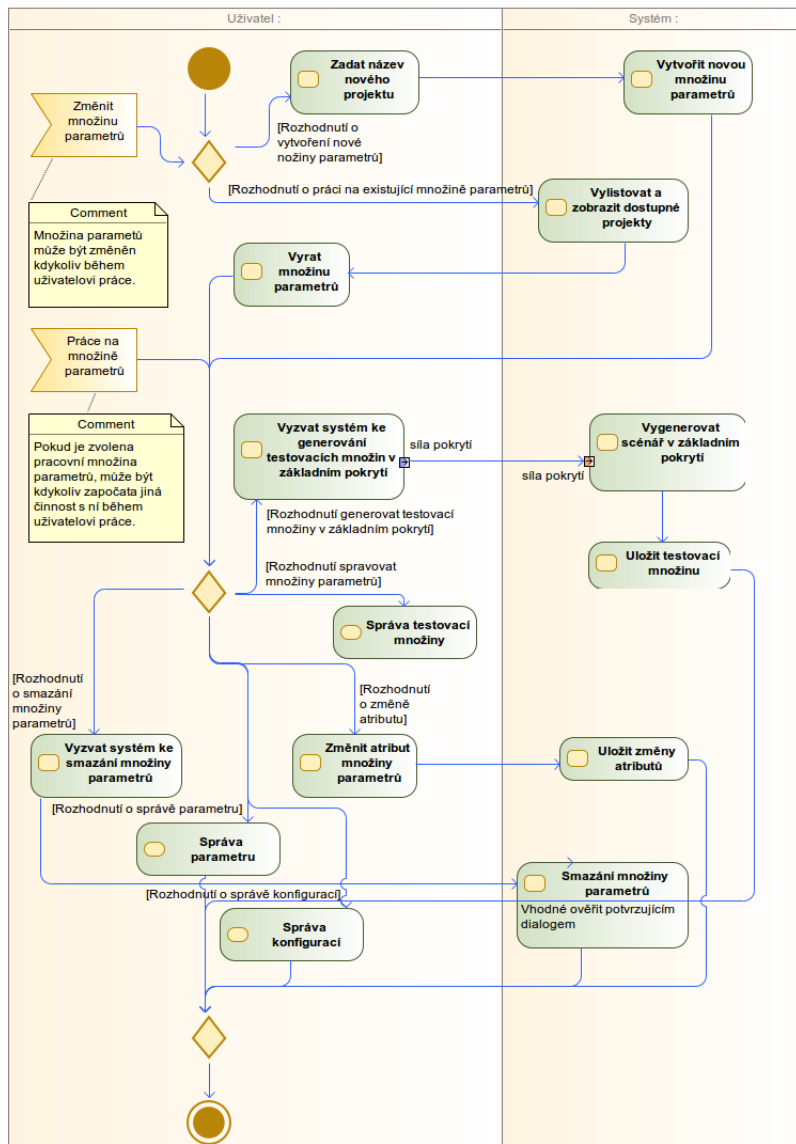 Uživatel :
Systém :
Zadat název
nového
projektu
Vytvořit novou
množinu
parametrů
Změnit
množinu
parametrů
[Rozhodnutí o
vytvoření nové
nožiny parametrů]
[Rozhodnutí o práci na existující množině parametrů]
Vylistovat a
zobrazit dostupné
projekty
Comment
Množina parametů
může být změněn
kdykoliv během
uživatelovi práce.
Vyrat
množinu
parametrů
Práce na
množině
parametrů
Comment
Pokud je zvolena
pracovní množina
parametrů, může být
kdykoliv započata jiná
činnost s ní během
uživatelovi práce.
Vyzvat systém ke
generování
testovacích množin v
základním pokrytí
síla pokrytí
síla pokrytí
Vygenerovat
scénář v základním
pokrytí
[Rozhodnutí generovat testovací
množiny v základním pokrytí]
Uložit testovací
množinu
[Rozhodnutí spravovat
množiny parametrů]
Správa testovací
množiny
[Rozhodnutí
o smazání
množiny
parametrů]
[Rozhodnutí
o změně
atributu]
Vyzvat systém ke
smazání množiny
parametrů
Změnit atribut
množiny
parametrů
Uložit změny
atributů
[Rozhodnutí o správě parametru]
Správa
parametru
[Rozhodnutí o správě konfigurací]
Smazání množiny
parametrů
Vhodné ověřit potvrzujícím
dialogem
Správa
konfigurací